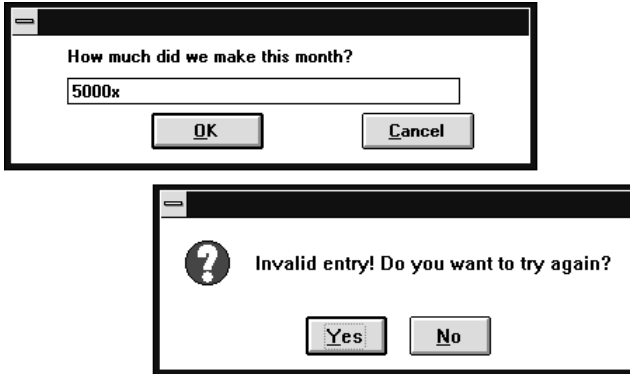 How much did we make this month?
5000x
OK Cancel
Invalid entry! Do you want to try again?
Yes No